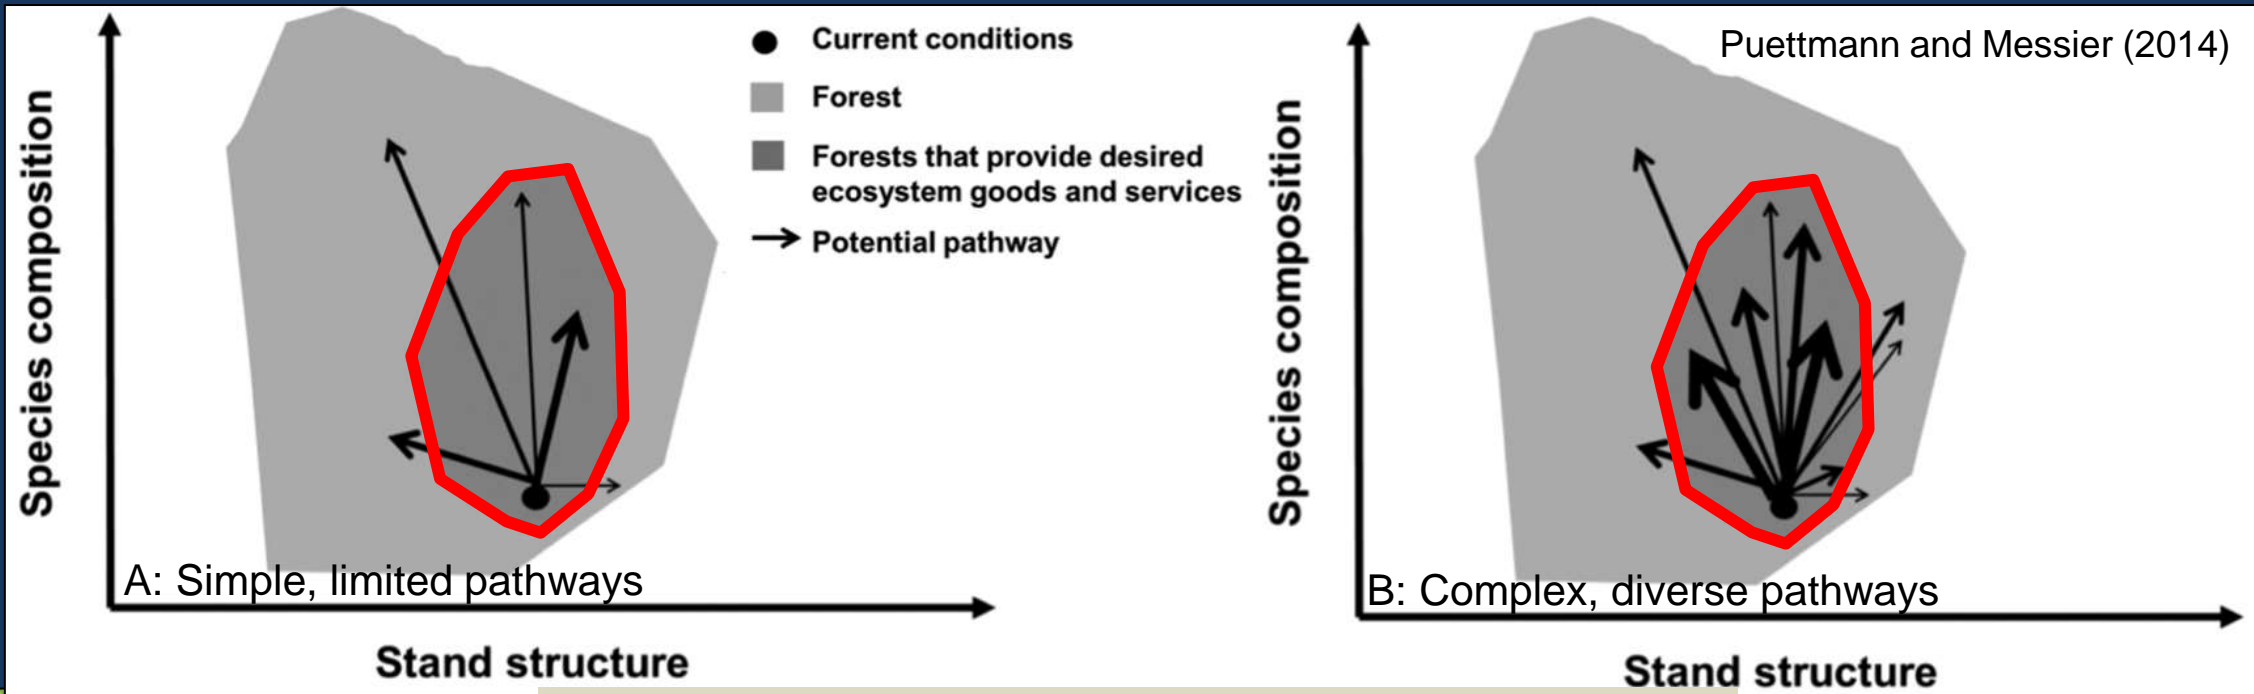 Species composition
Current conditions
Forest
Forests that provide desired
ecosystem goods and services
Potential pathway
A: Simple, limited pathways
Stand structure
Puettmann and Messier (2014)
Species composition
B: Complex, diverse pathways
Stand structure